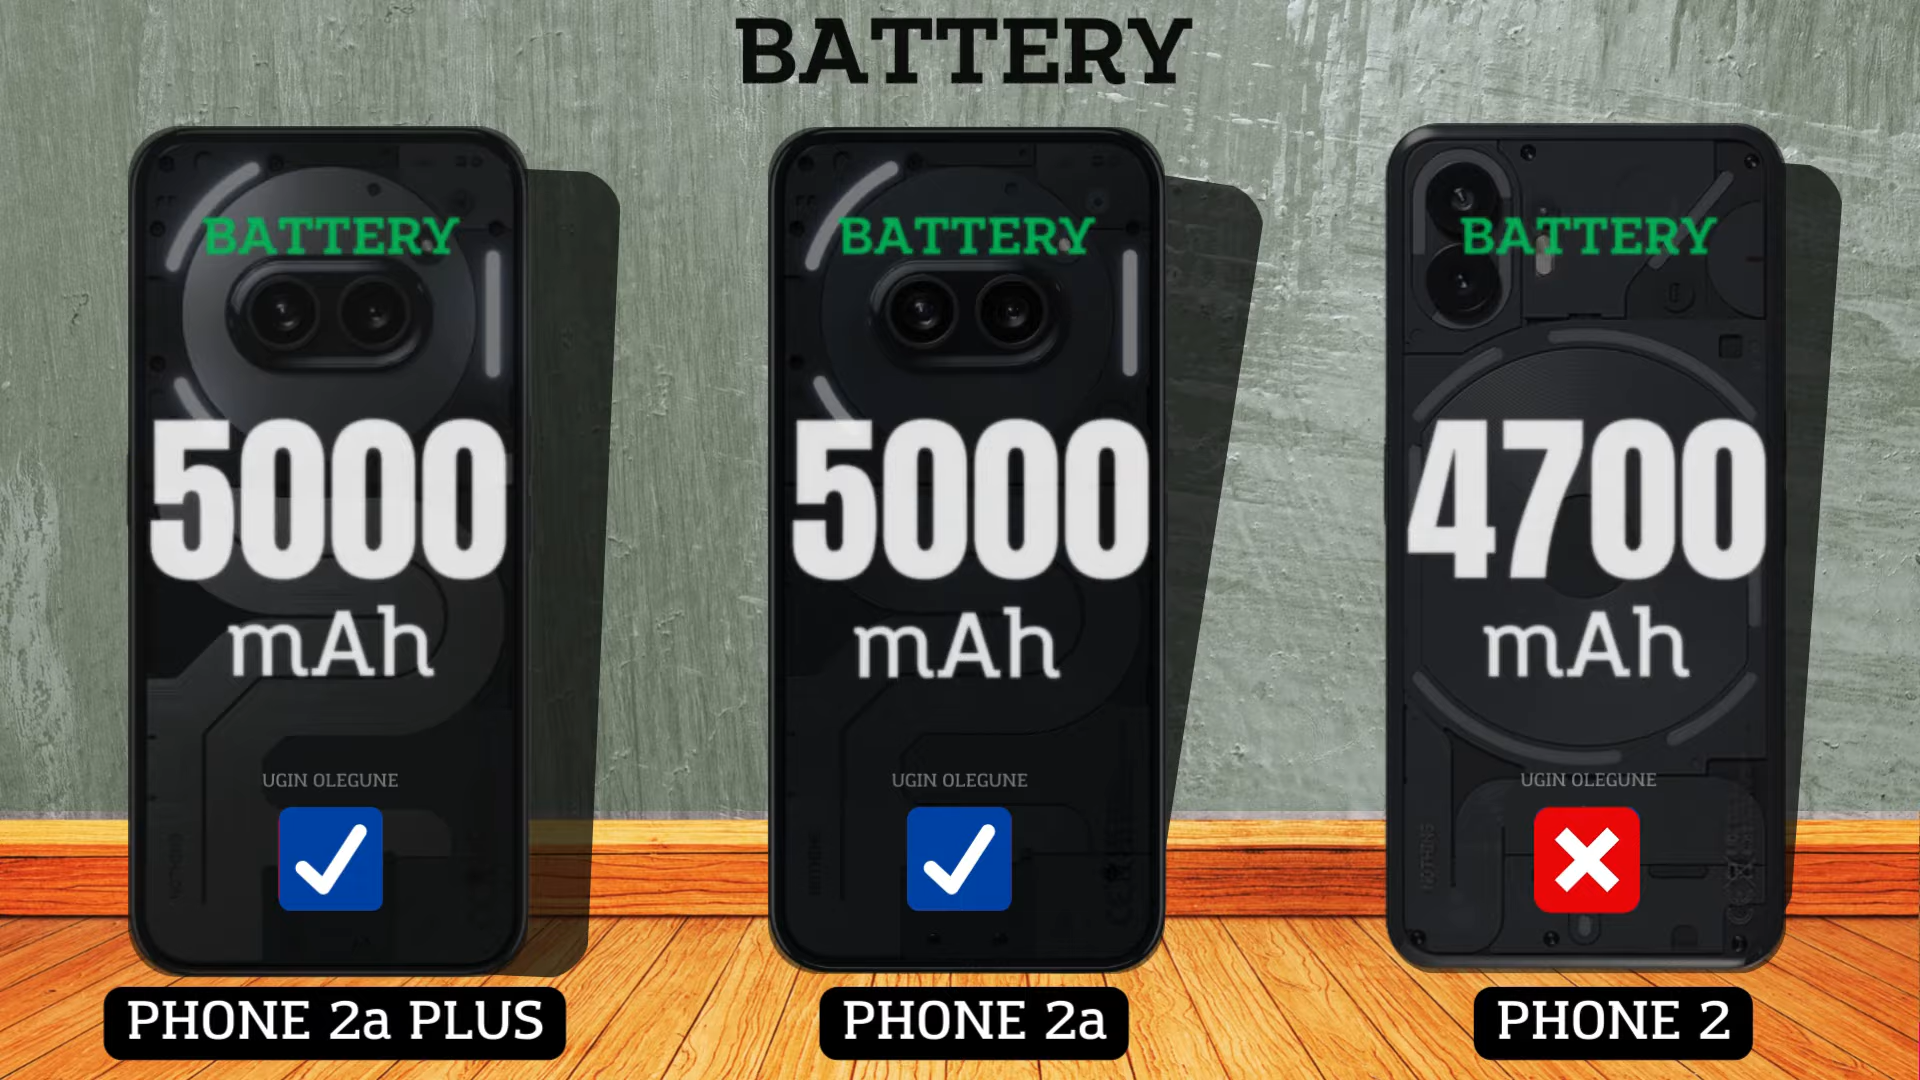 BATTERY
BATTERY
5000
mAh
UGIN OLEGUNE
PHONE 2a PLUS
BATTERY
5000
mAh
UGIN OLEGUNE
PHONE 2a
BATTERY
4700
mAh
UGIN OLEGUNE
NOTHING
PHONE 2